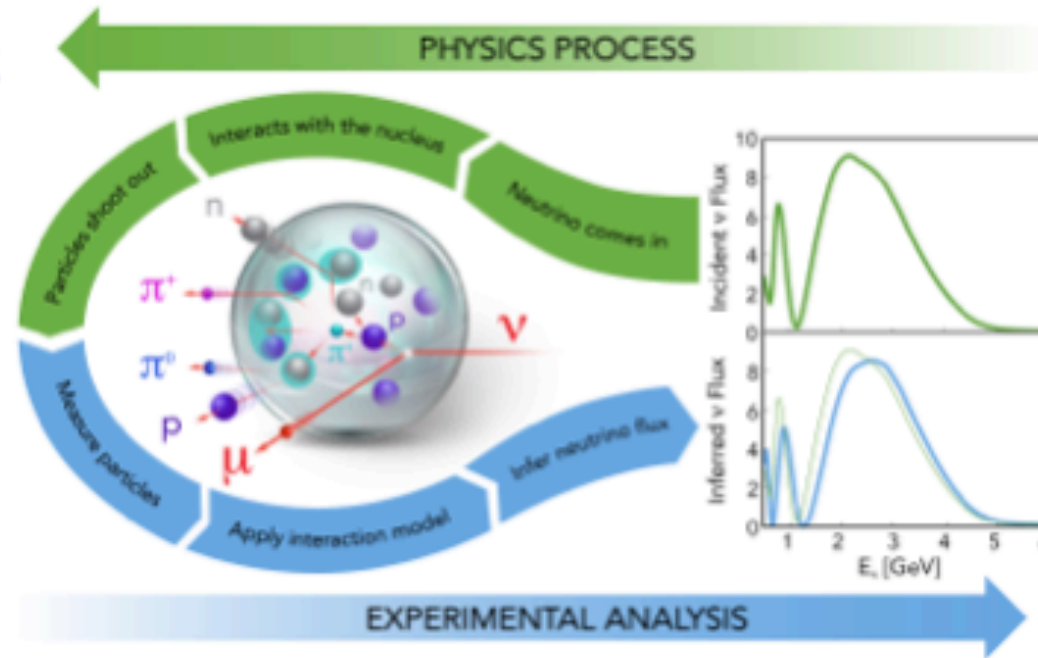 PHYSICS PROCESS
Interacts with the nucleus
Particles shoot out
Neutrino comes in
n
π⁺
π⁰
p
μ
n
p
π⁺
ν
Measure particles
Apply interaction model
Infer neutrino flux
Incident ν Flux
10
8
6
4
2
0
Inferred ν Flux
8
6
4
2
0
1 2 3 4 5
Eᵥ [GeV]
EXPERIMENTAL ANALYSIS